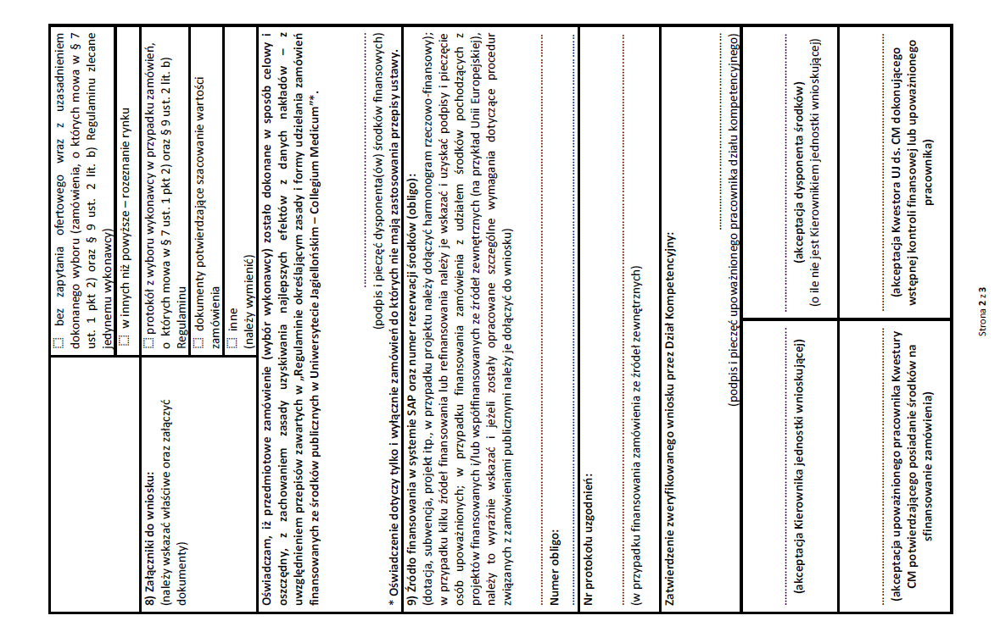 ☐ bez zapytania ofertowego wraz z uzasadnieniem
dokonanego wyboru (zamówienia, o których mowa w § 7
ust. 1 pkt 2) oraz § 9 ust. 2 lit. b) Regulaminu zlecane
jedynemu wykonawcy)
☐ w innych niż powyższe – rozeznanie rynku
8) Załączniki do wniosku:
(należy wskazać właściwe oraz załączyć
dokumenty)
☐ protokół z wyboru wykonawcy w przypadku zamówień,
o których mowa w § 7 ust. 1 pkt 2) oraz § 9 ust. 2 lit. b)
Regulaminu
☐ dokumenty potwierdzające szacowanie wartości
zamówienia
☐ inne
(należy wymienić)
Oświadczam, iż przedmiotowe zamówienie (wybór wykonawcy) zostało dokonane w sposób celowy i
oszczędny, z zachowaniem zasady uzyskiwania najlepszych efektów z danych nakładów – z
uwzględnieniem przepisów zawartych w „Regulaminie określającym zasady i formy udzielania zamówień
finansowanych ze środków publicznych w Uniwersytecie Jagiellońskim – Collegium Medicum”*.
................................................................
(podpis i pieczęć dysponenta(ów) środków finansowych)
* Oświadczenie dotyczy tylko i wyłącznie zamówień do których nie mają zastosowania przepisy ustawy.
9) Źródło finansowania w systemie SAP oraz numer rezerwacji środków (obligo):
(dotacja, subwencja, projekt itp., w przypadku projektu należy dołączyć harmonogram rzeczowo-finansowy);
w przypadku kilku źródeł finansowania lub refinansowania należy je wskazać i uzyskać podpisy i pieczęcie
osób upoważnionych; w przypadku finansowania zamówienia z udziałem środków pochodzących z
projektów finansowanych i/lub współfinansowanych ze źródeł zewnętrznych (na przykład Unii Europejskiej),
należy to wyraźnie wskazać i jeżeli zostały opracowane szczególne wymagania dotyczące procedur
związanych z zamówieniami publicznymi należy je dołączyć do wniosku)
................................................................
Numer obligo:
................................................................
Nr protokołu uzgodnień:
................................................................
(w przypadku finansowania zamówienia ze źródeł zewnętrznych)
Zatwierdzenie zweryfikowanego wniosku przez Dział Kompetencyjny:
................................................................
(podpis i pieczęć upoważnionego pracownika działu kompetencyjnego)
................................................................
(akceptacja Kierownika jednostki wnioskującej)
................................................................
(akceptacja dysponenta środków)
(o ile nie jest Kierownikiem jednostki wnioskującej)
................................................................
(akceptacja upoważnionego pracownika Kwestury
CM potwierdzającego posiadanie środków na
sfinansowanie zamówienia)
................................................................
(akceptacja Kwestora UJ ds. CM dokonującego
wstępnej kontroli finansowej lub upoważnionego
pracownika)
Strona 2 z 3